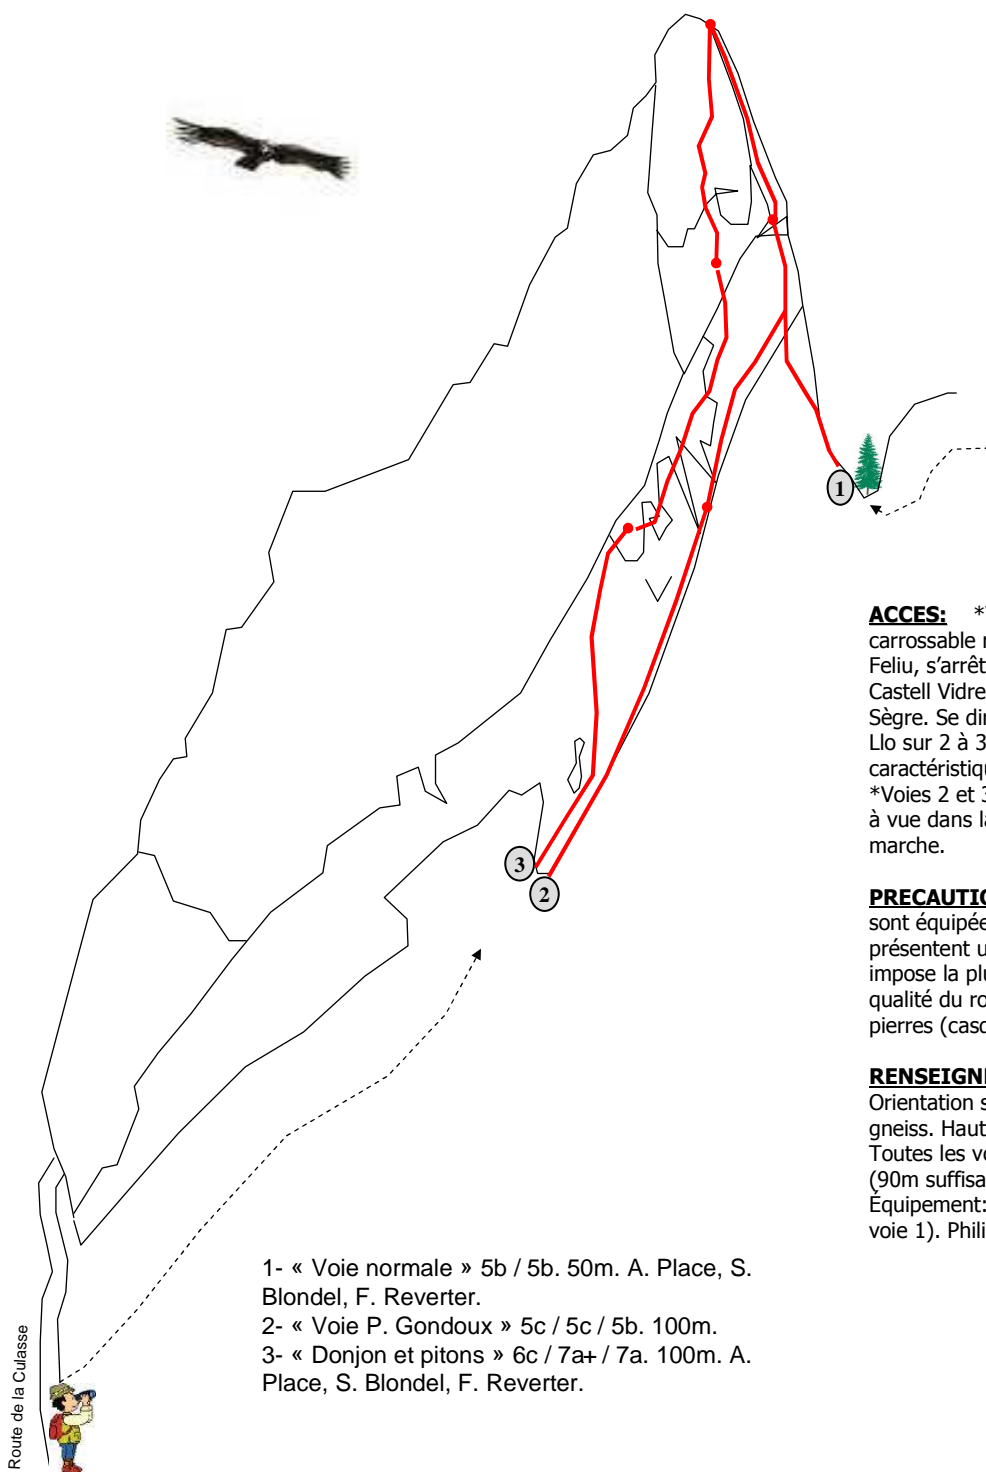 1
ACCES: *
carrossable
Feliu, s’arrêt
Castell Vidre
Sègre. Se dir
Llo sur 2 à 3
caractéristiqu
*Voies 2 et 3
à vue dans la
marche.
3
2
PRECAUTIO
sont équipée
présentent u
impose la plu
qualité du ro
pierres (casq
RENSEIGNE
Orientation s
gneiss. Haut
Toutes les vo
(90m suffisa
Équipement:
voie 1). Phili
1- « Voie normale » 5b / 5b. 50m. A. Place, S.
Blondel, F. Reverter.
2- « Voie P. Gondoux » 5c / 5c / 5b. 100m.
3- « Donjon et pitons » 6c / 7a+ / 7a. 100m. A.
Place, S. Blondel, F. Reverter.
Route de la Culasse